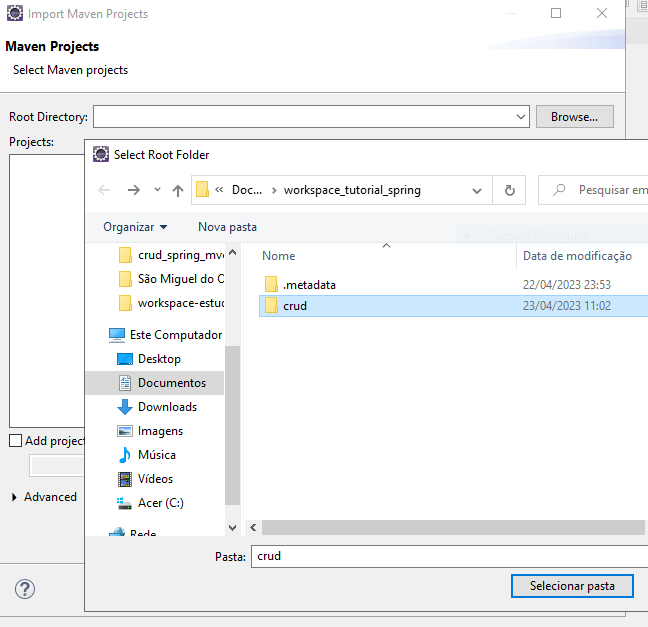 Import Maven Projects
Maven Projects
Select Maven projects
Root Directory:
Browse...
Projects:
Select Root Folder
« Doc... › workspace_tutorial_spring
Pesquisar em
Organizar
Nova pasta
crud_spring_mv
São Miguel do O
workspace-estud
Este Computador
Desktop
Documentos
Downloads
Imagens
Música
Vídeos
Acer (C:)
Rede
Nome
Data de modificação
.metadata
22/04/2023 23:53
crud
23/04/2023 11:02
Add project
Advanced
Pasta:
crud
Selecionar pasta